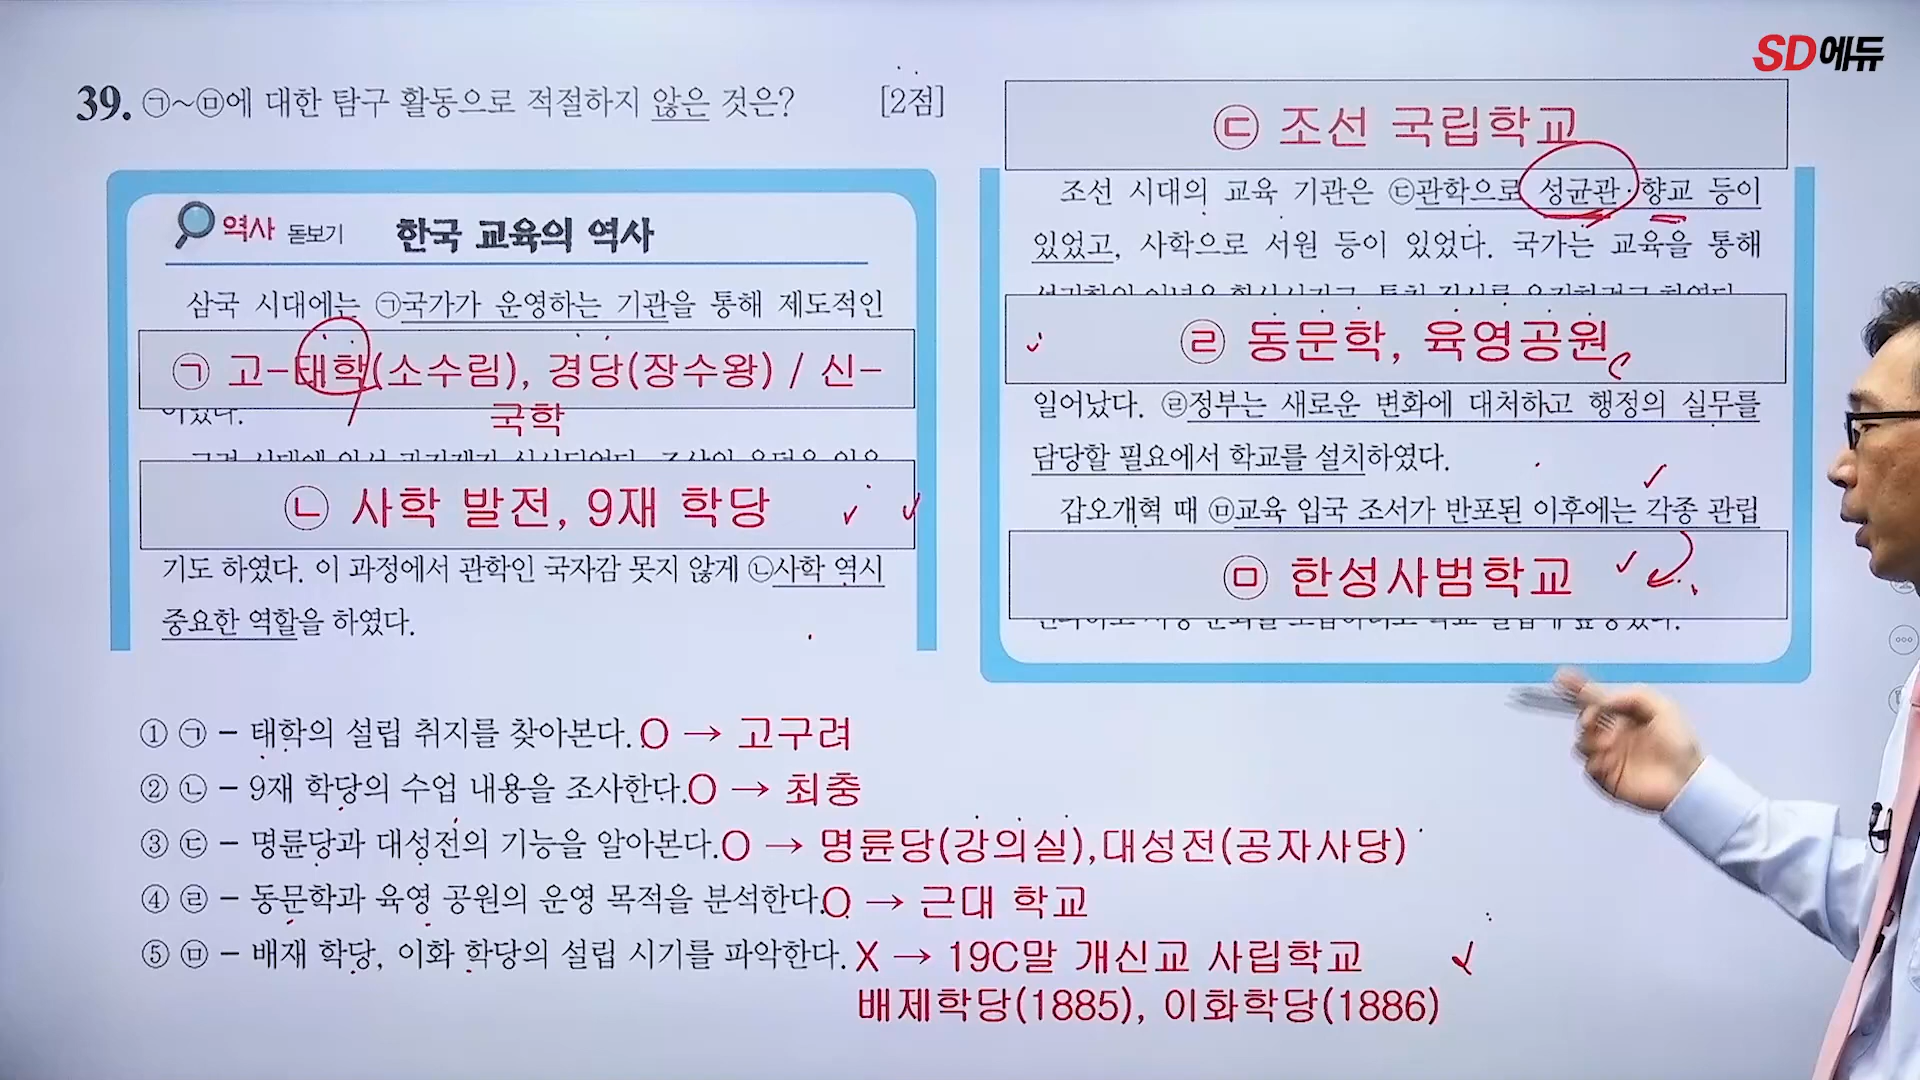 SD에듀
39. ㉠~㉤에 대한 탐구 활동으로 적절하지 않은 것은? [2점]
역사 돋보기 한국 교육의 역사
삼국 시대에는 ㉠국가가 운영하는 기관을 통해 제도적인
㉠ 고-태학(소수림), 경당(장수왕) / 신-
국학
㉡ 사학 발전, 9재 학당
기도 하였다. 이 과정에서 관학인 국자감 못지 않게 ㉡사학 역시
중요한 역할을 하였다.
㉢ 조선 국립학교
조선 시대의 교육 기관은 ㉢관학으로 성균관·향교 등이
있었고, 사학으로 서원 등이 있었다. 국가는 교육을 통해
㉣ 동문학, 육영공원
일어났다. ㉣정부는 새로운 변화에 대처하고 행정의 실무를
담당할 필요에서 학교를 설치하였다.
갑오개혁 때 ㉤교육 입국 조서가 반포된 이후에는 각종 관립
㉤ 한성사범학교
① ㉠ - 태학의 설립 취지를 찾아본다. O → 고구려
② ㉡ - 9재 학당의 수업 내용을 조사한다. O → 최충
③ ㉢ - 명륜당과 대성전의 기능을 알아본다. O → 명륜당(강의실),대성전(공자사당)
④ ㉣ - 동문학과 육영 공원의 운영 목적을 분석한다. O → 근대 학교
⑤ ㉤ - 배재 학당, 이화 학당의 설립 시기를 파악한다. X → 19C말 개신교 사립학교
배제학당(1885), 이화학당(1886)